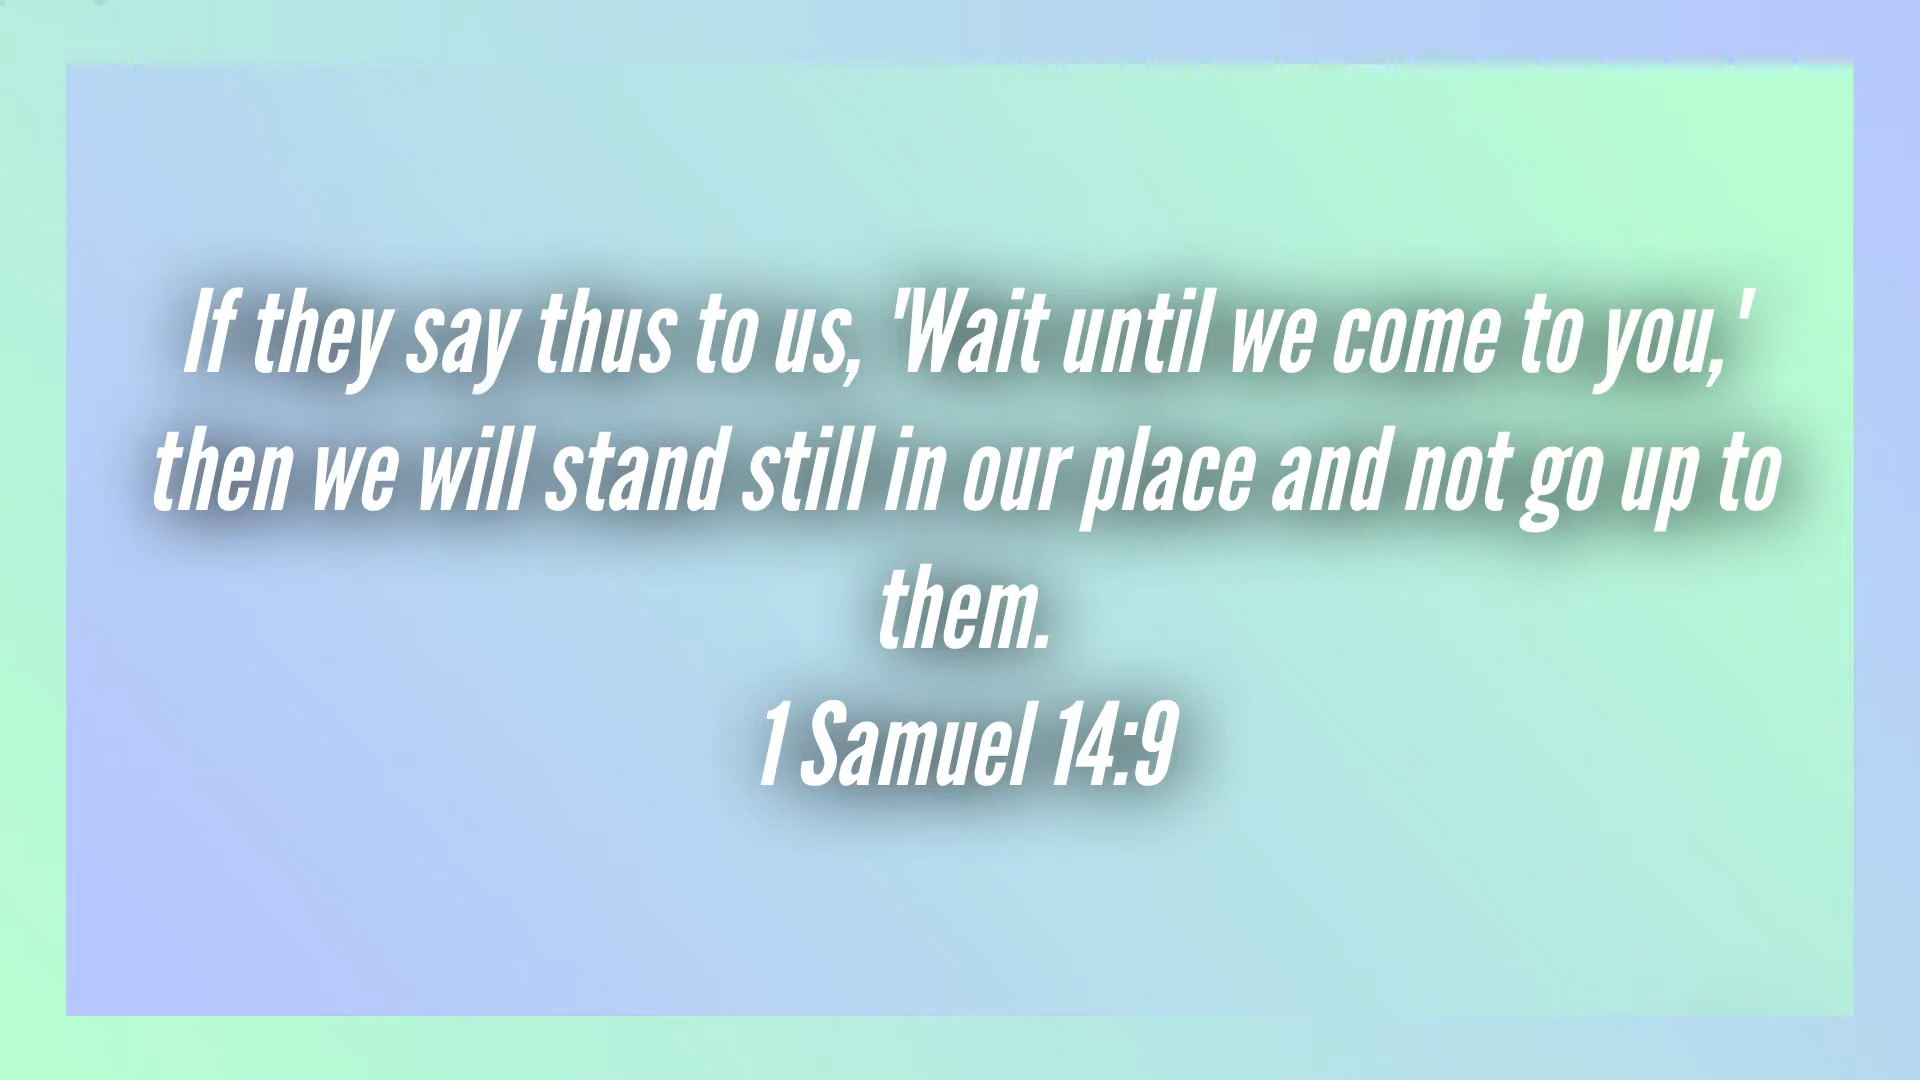 If they say thus to us, 'Wait until we come to you,'
then we will stand still in our place and not go up to
them.
1 Samuel 14:9